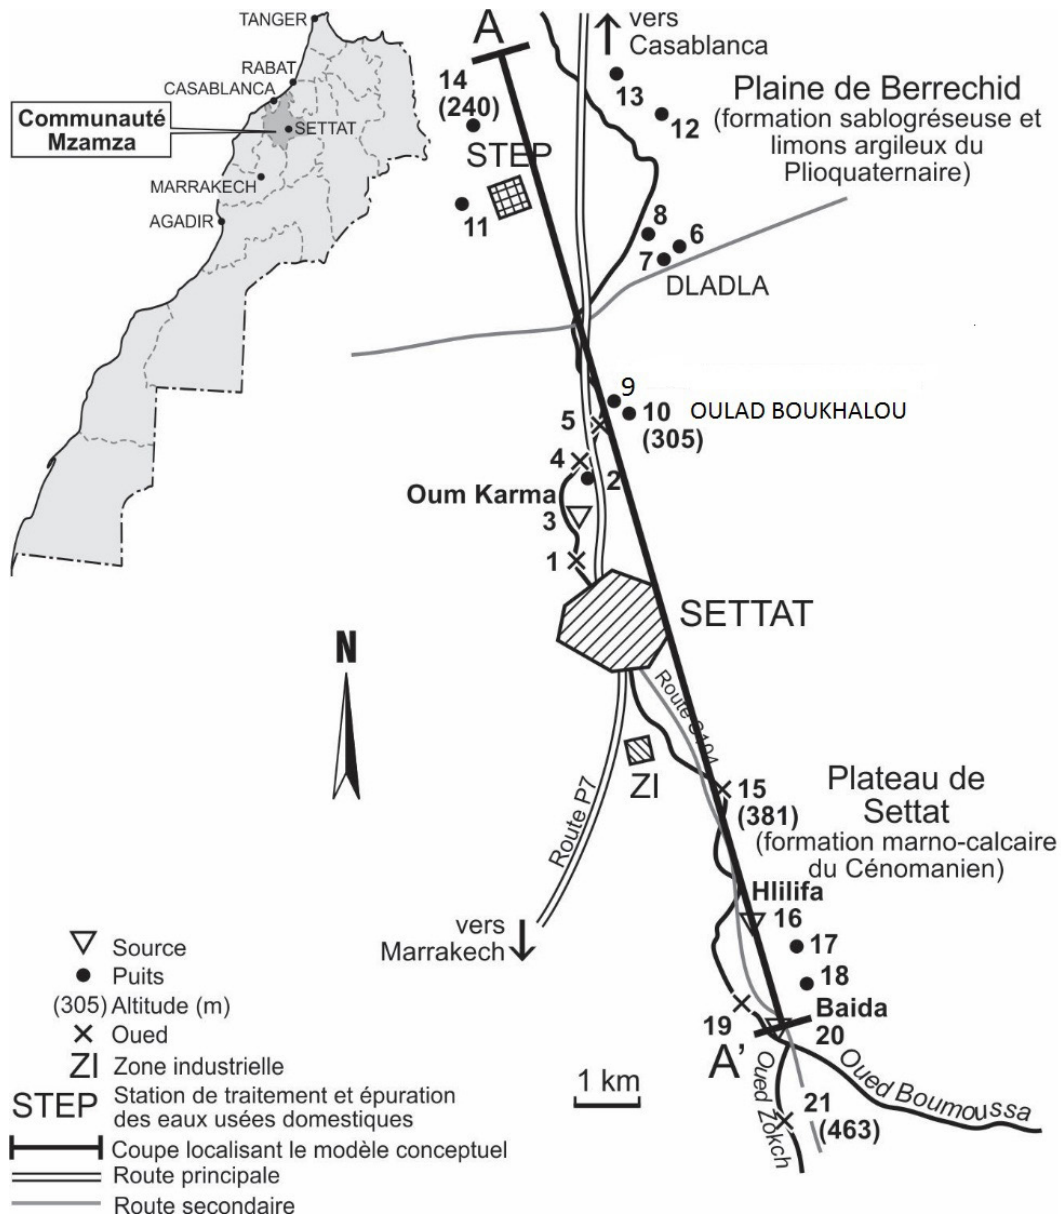 TANGER
RABAT
CASABLANCA
SETTAT
MARRAKECH
AGADIR
Communauté
Mzamza
A
vers
Casablanca
14
(240)
13
12
Plaine de Berrechid
(formation sablogréseuse et
limons argileux du
Plioquaternaire)
STEP
11
8
6
7
DLADLA
9
10
(305)
OULAD BOUKHALOU
5
4
2
Oum Karma
3
1
SETTAT
N
Route S104
ZI
Route P7
15
(381)
Plateau de
Settat
(formation marno-calcaire
du Cénomanien)
Hlilifa
16
17
18
vers
Marrakech
Baida
19
20
A'
1 km
Oued Zokch
Oued Boumoussa
21
(463)
Source
Puits
(305) Altitude (m)
Oued
ZI Zone industrielle
STEP Station de traitement et épuration
des eaux usées domestiques
Coupe localisant le modèle conceptuel
Route principale
Route secondaire